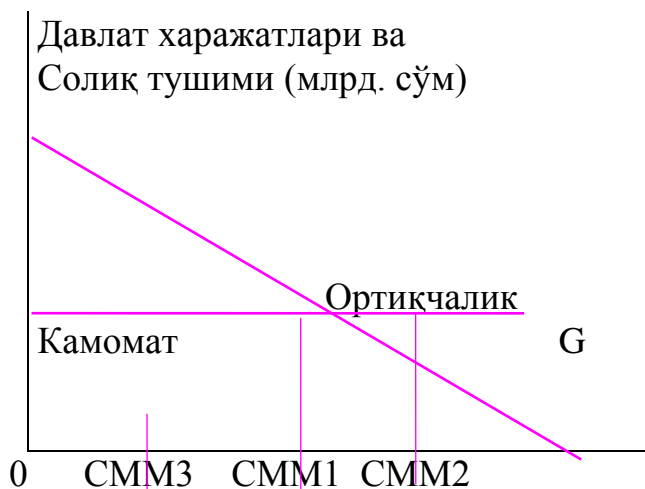 Давлат харажатлари ва
Солиқ тушими (млрд. сўм)
Ортиқчалик
Камомат G
0 СММ3 СММ1 СММ2